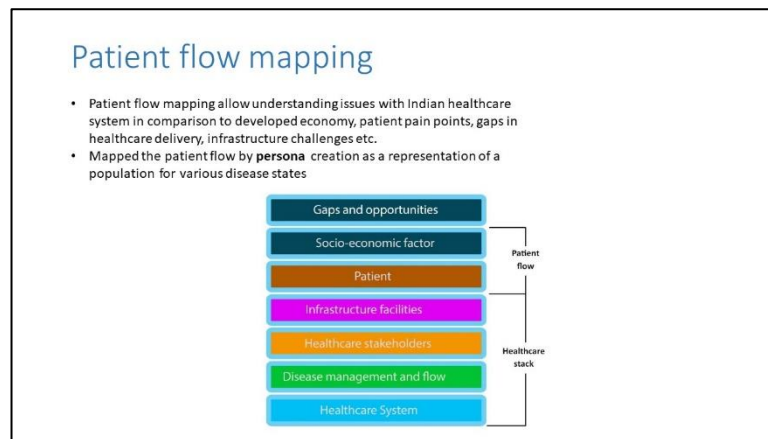 Patient flow mapping
• Patient flow mapping allow understanding issues with Indian healthcare
system in comparison to developed economy, patient pain points, gaps in
healthcare delivery, infrastructure challenges etc.
• Mapped the patient flow by persona creation as a representation of a
population for various disease states
Gaps and opportunities
Socio-economic factor
Patient
flow
Patient
Infrastructure facilities
Healthcare stakeholders
Healthcare
stack
Disease management and flow
Healthcare System